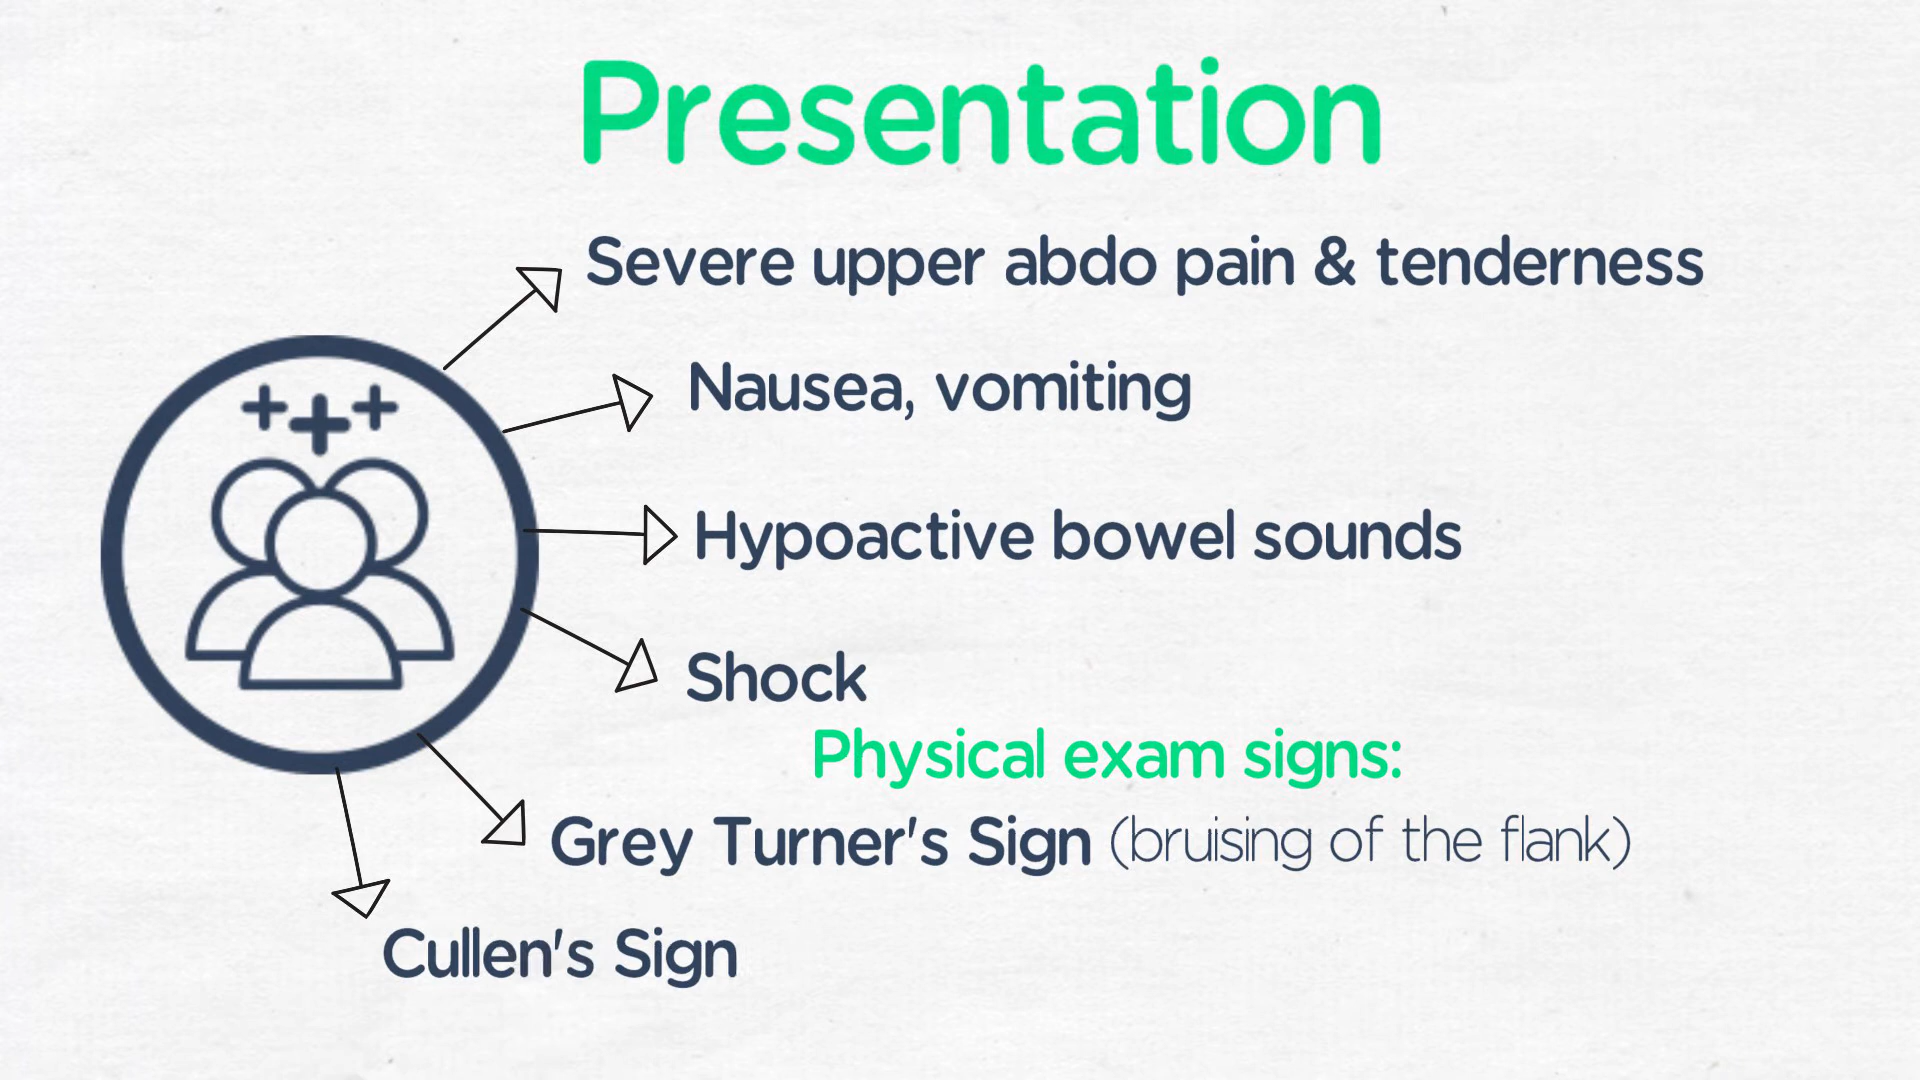 Presentation
Severe upper abdo pain & tenderness
Nausea, vomiting
Hypoactive bowel sounds
Shock
Physical exam signs:
Grey Turner's Sign (bruising of the flank)
Cullen's Sign